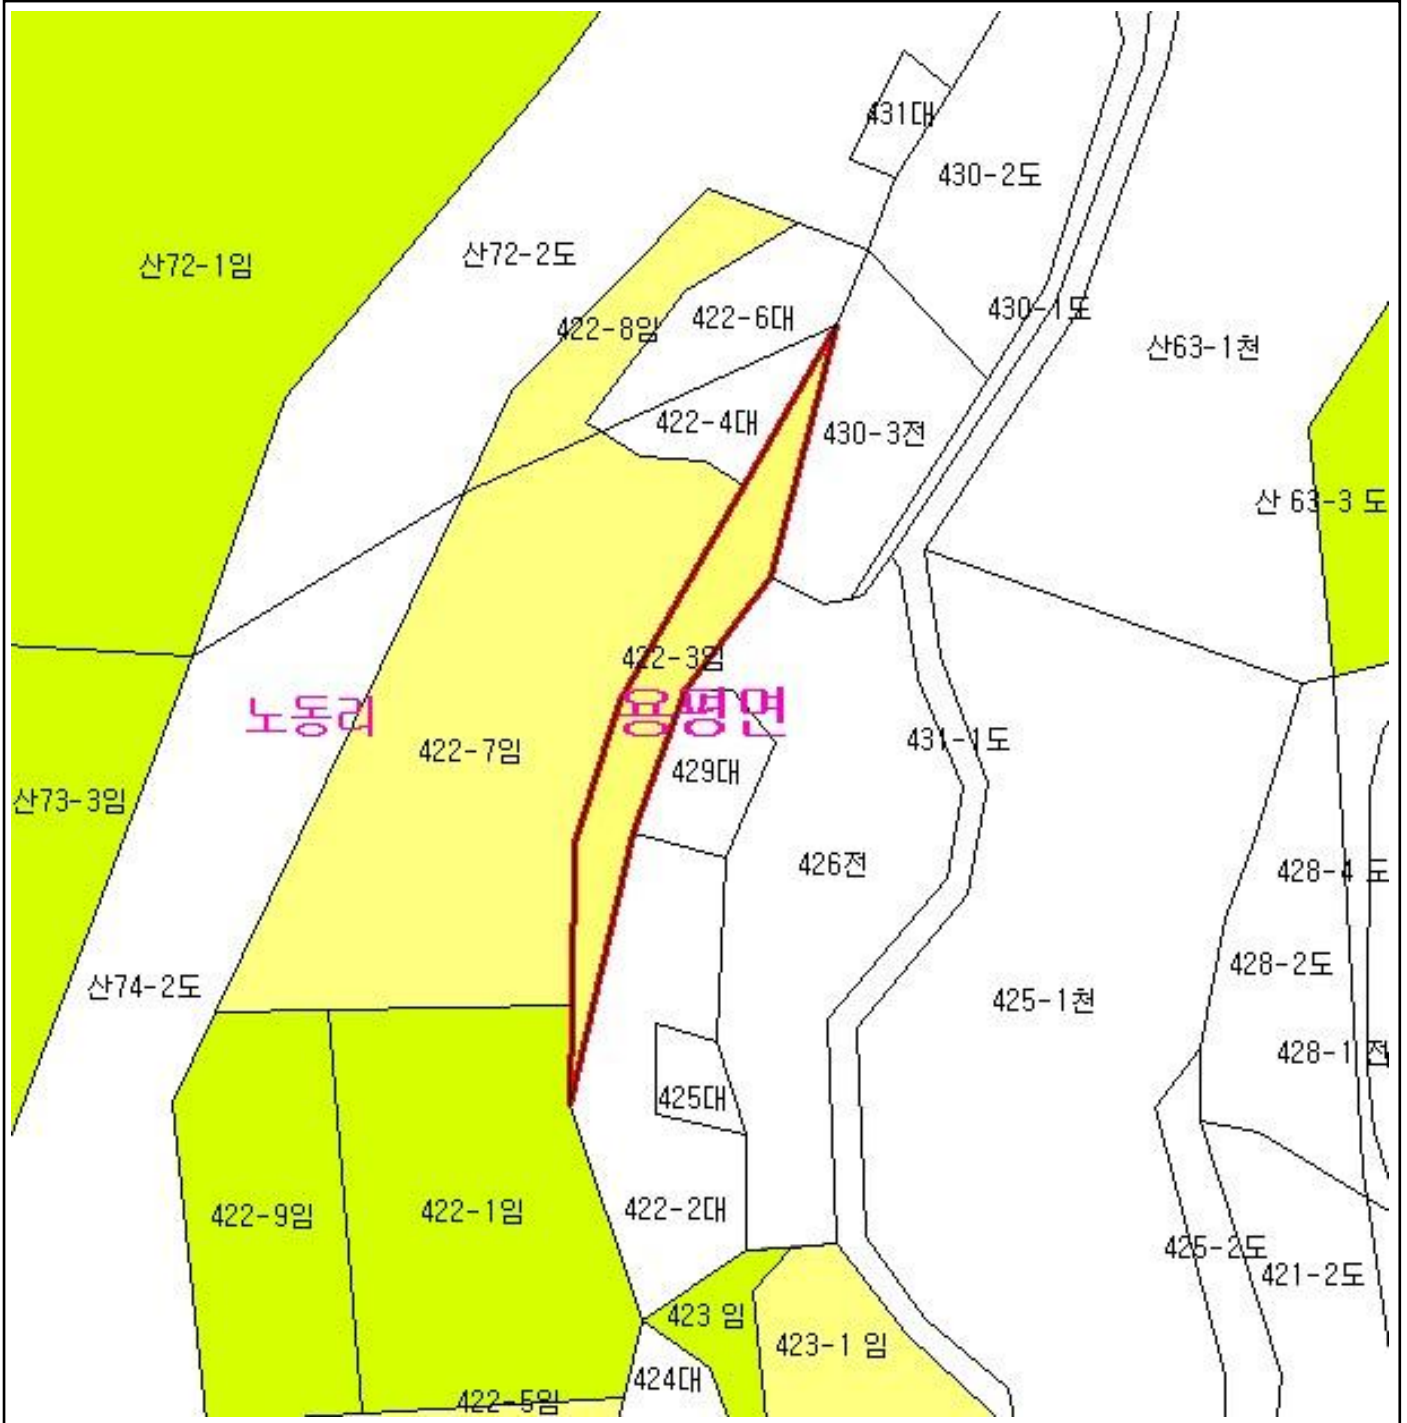 431대
430-2도
산72-1임
산72-2도
430-1도
422-8임
422-6대
산63-1천
422-4대
430-3전
산 63-3 도
422-3임
노동리
용평면
422-7임
431-1도
429대
산73-3임
426전
428-4 도
428-2도
산74-2도
425-1천
428-1 전
425대
422-9임
422-1임
422-2대
425-2도
421-2도
423 임
423-1 임
424대
422-5임